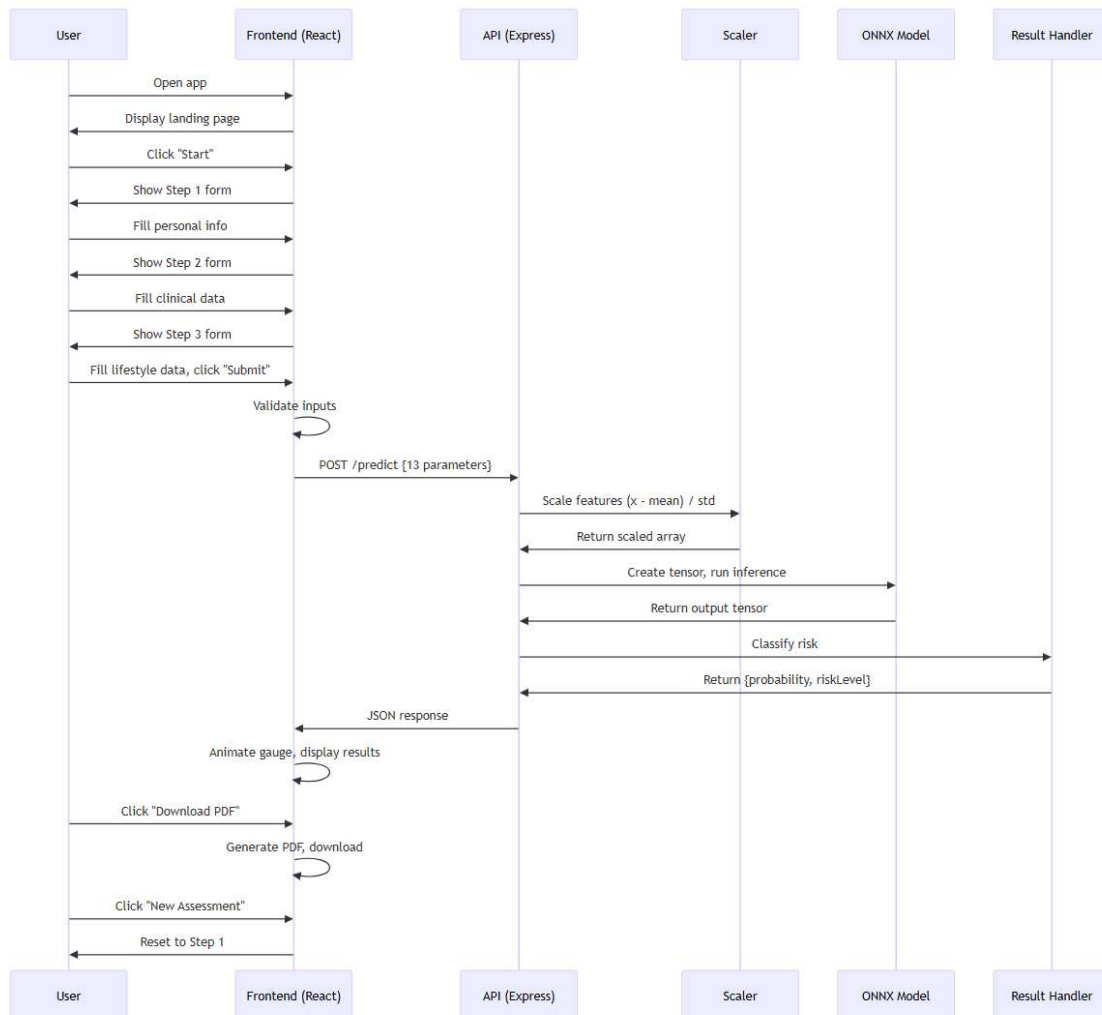 User
Frontend (React)
API (Express)
Scaler
ONNX Model
Result Handler
Open app
Display landing page
Click "Start"
Show Step 1 form
Fill personal info
Show Step 2 form
Fill clinical data
Show Step 3 form
Fill lifestyle data, click "Submit"
Validate inputs
POST /predict {13 parameters}
Scale features (x - mean) / std
Return scaled array
Create tensor, run inference
Return output tensor
Classify risk
Return {probability, riskLevel}
JSON response
Animate gauge, display results
Click "Download PDF"
Generate PDF, download
Click "New Assessment"
Reset to Step 1
User
Frontend (React)
API (Express)
Scaler
ONNX Model
Result Handler